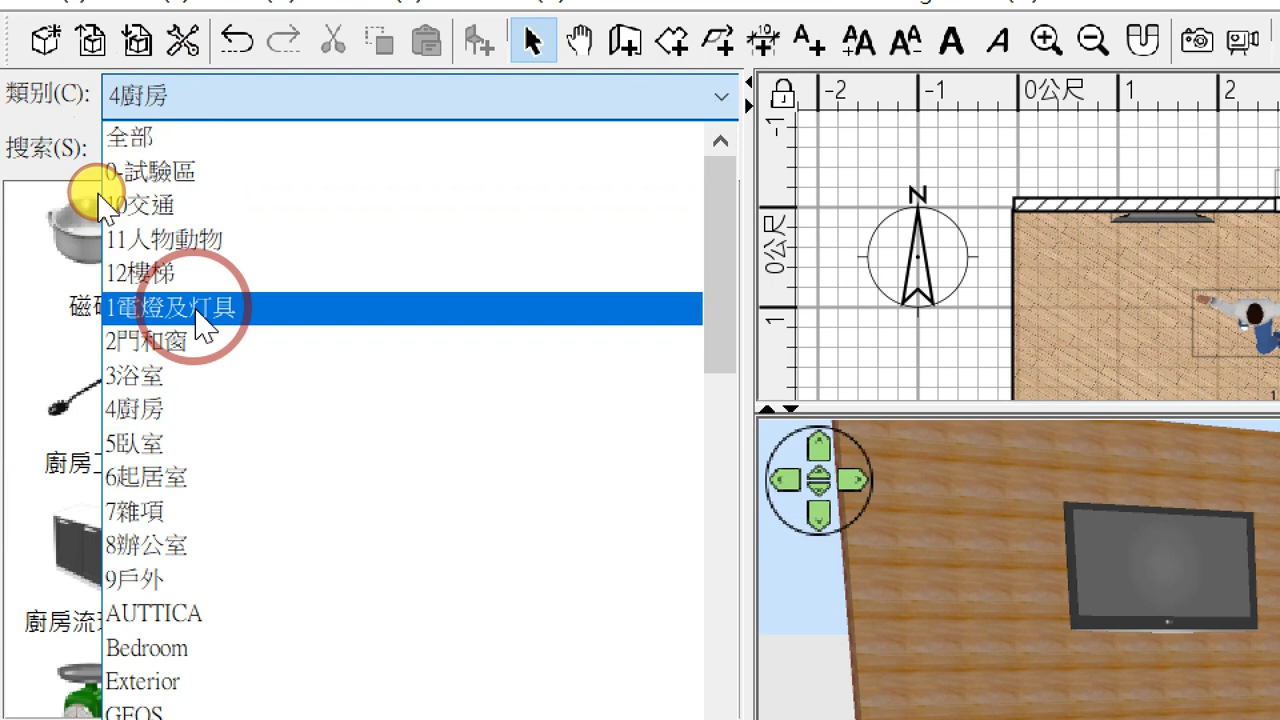 類別(C):
4廚房
搜索(S):
全部
0-試驗區
10交通
11人物動物
12樓梯
1電燈及灯具
2門和窗
3浴室
4廚房
5臥室
6起居室
7雜項
8辦公室
9戶外
AUTTICA
Bedroom
Exterior
GEOS
廚房
-2
-1
0公尺
1
2
-1
0公尺
1
N